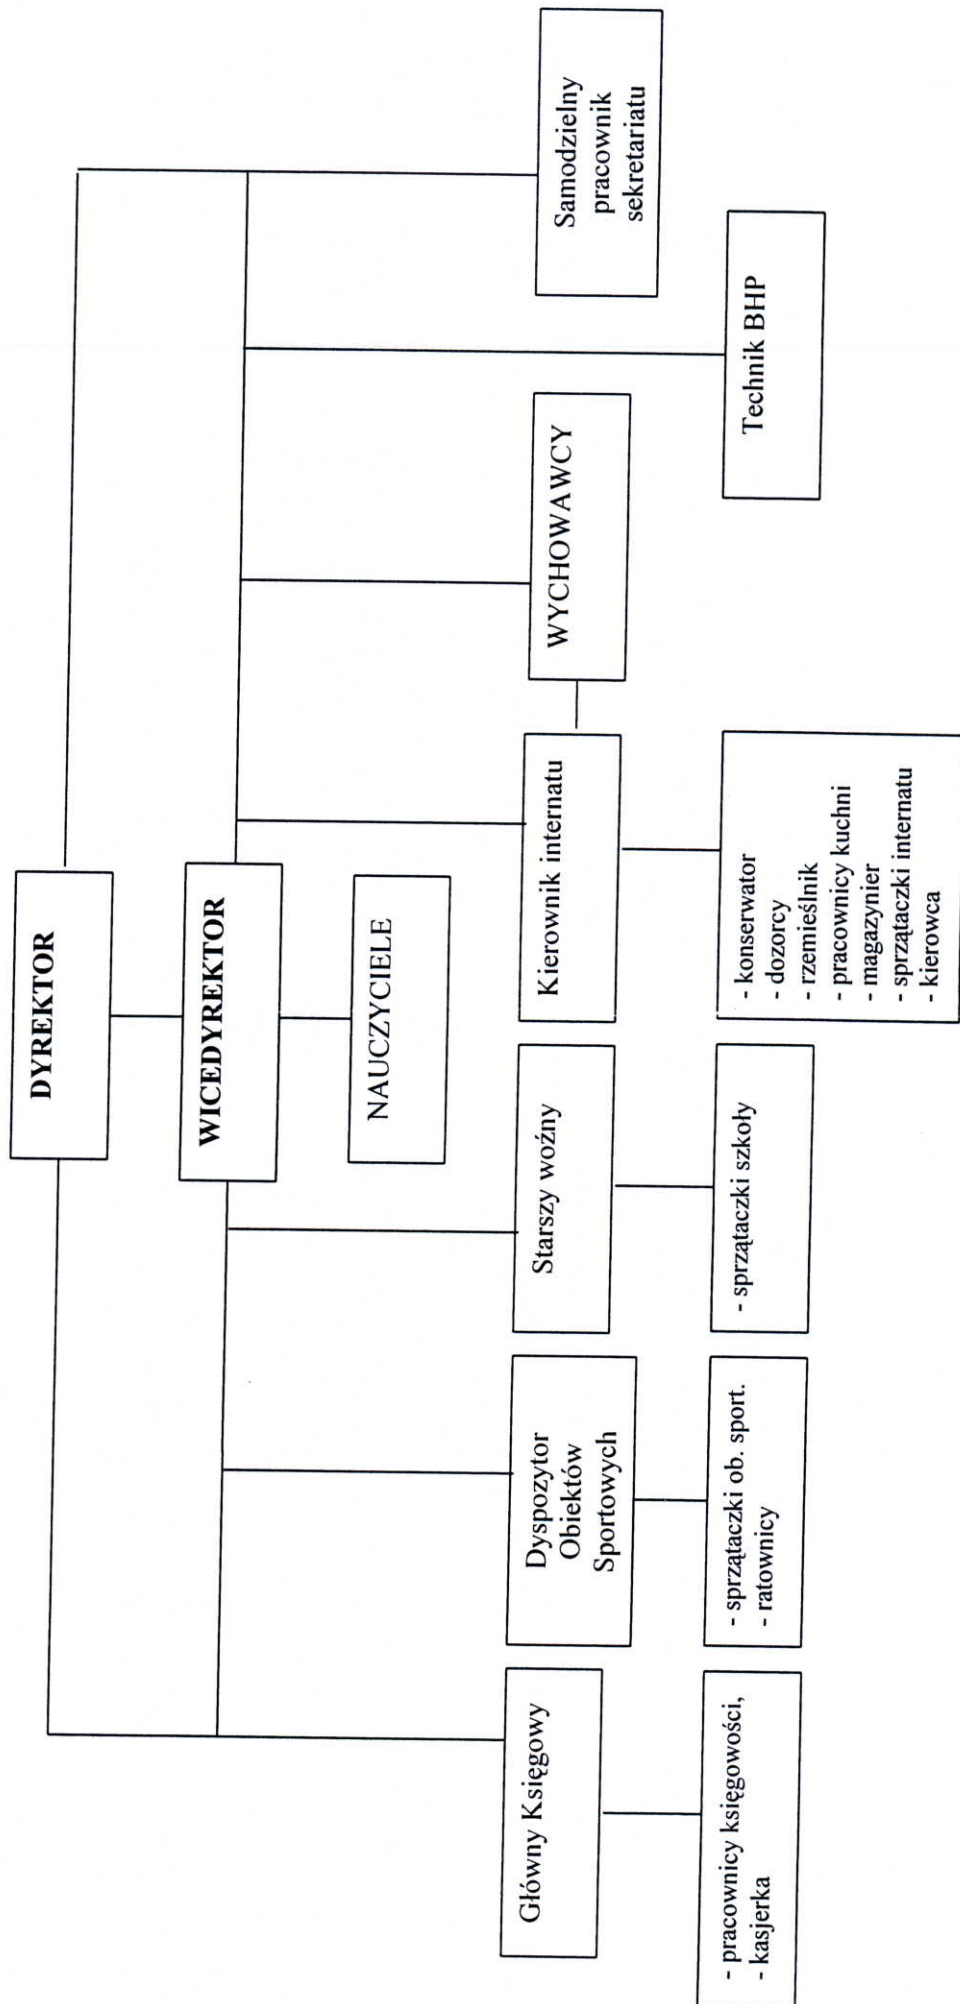 DYREKTOR
WICEDYREKTOR
NAUCZYCIELE
Główny Księgowy
Dyspozytor
Obiektów
Sportowych
Starszy woźny
Kierownik internatu
WYCHOWAWCY
Samodzielny
pracownik
sekretariatu
- pracownicy księgowości,
- kasjerka
- sprzątaczki ob. sport.
- ratownicy
- sprzątaczki szkoły
- konserwator
- dozorcy
- rzemieślnik
- pracownicy kuchni
- magazynier
- sprzątaczki internatu
- kierowca
Technik BHP